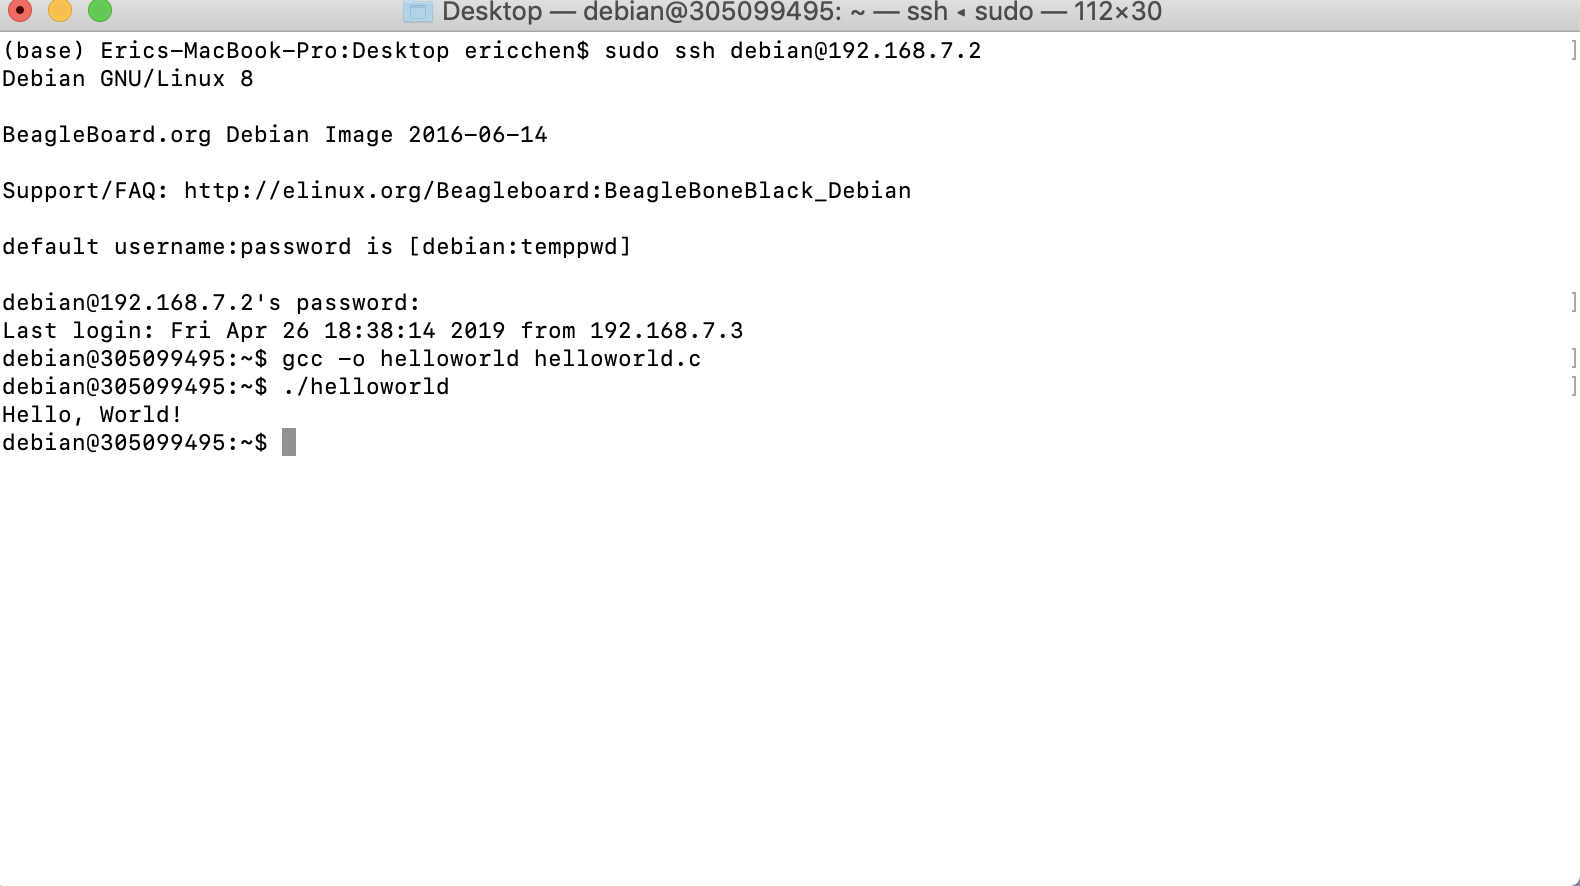 Desktop — debian@305099495: ~ — ssh ◂ sudo — 112×30
(base) Erics-MacBook-Pro:Desktop ericchen$ sudo ssh debian@192.168.7.2 ]
Debian GNU/Linux 8
BeagleBoard.org Debian Image 2016-06-14
Support/FAQ: http://elinux.org/Beagleboard:BeagleBoneBlack_Debian
default username:password is [debian:temppwd]
debian@192.168.7.2's password: ]
Last login: Fri Apr 26 18:38:14 2019 from 192.168.7.3
debian@305099495:~$ gcc -o helloworld helloworld.c ]
debian@305099495:~$ ./helloworld ]
Hello, World!
debian@305099495:~$